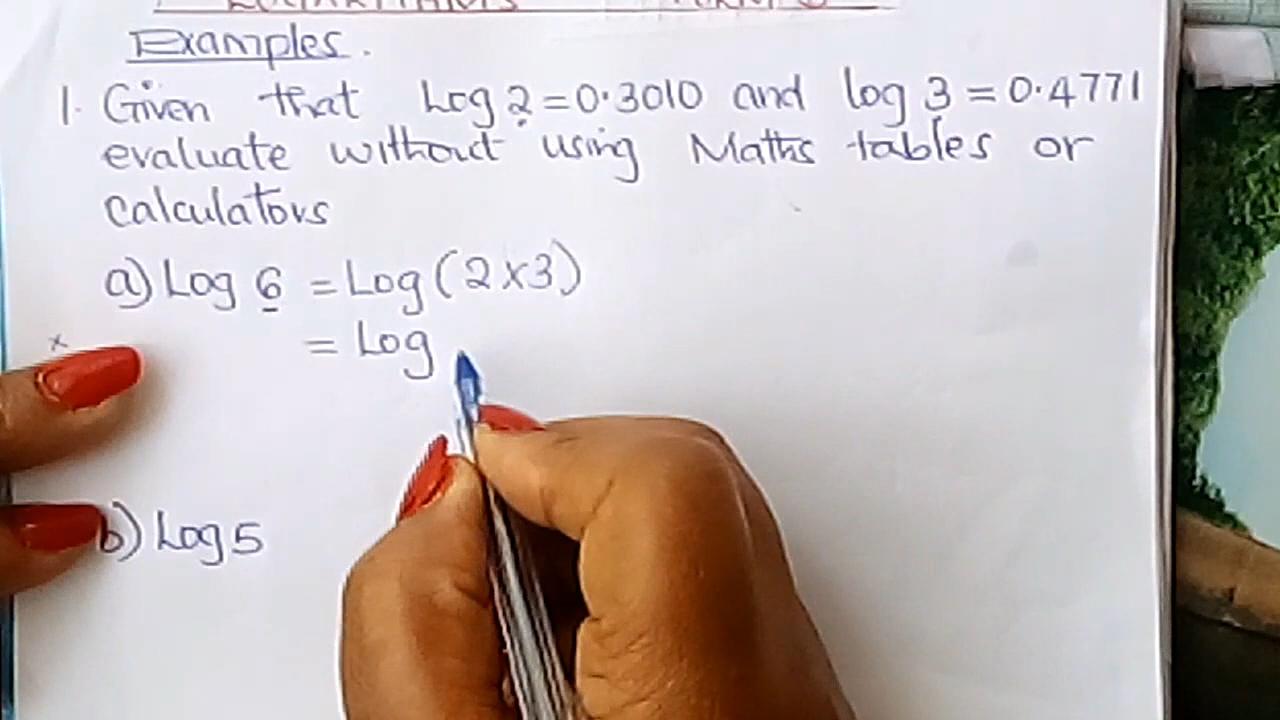 Examples.
1. Given that Log 2 = 0.3010 and log 3 = 0.4771
evaluate without using Maths tables or
calculators
a) Log 6 = Log (2x3)
= Log
b) Log 5